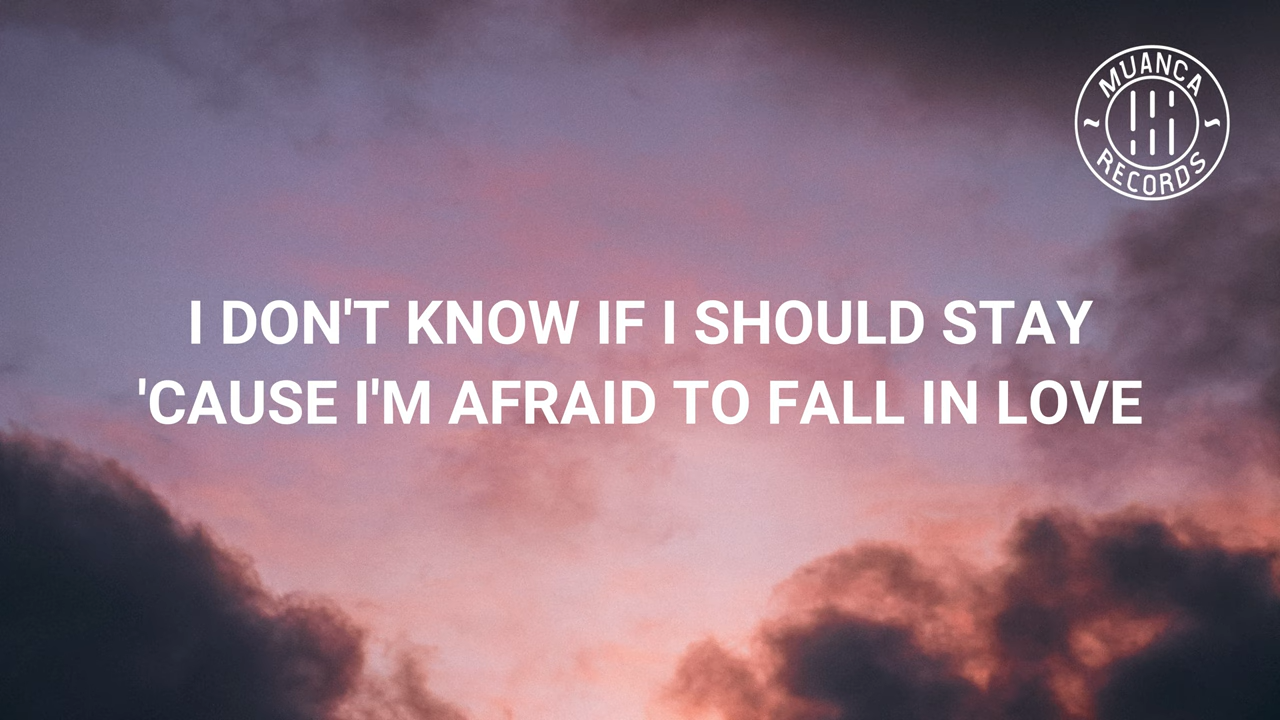 MUANCA
RECORDS
I DON'T KNOW IF I SHOULD STAY
'CAUSE I'M AFRAID TO FALL IN LOVE